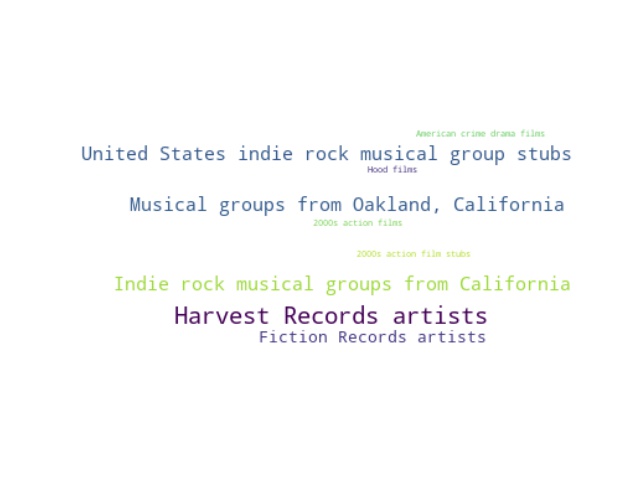 American crime drama films
United States indie rock musical group stubs
Hood films
Musical groups from Oakland, California
2000s action films
2000s action film stubs
Indie rock musical groups from California
Harvest Records artists
Fiction Records artists